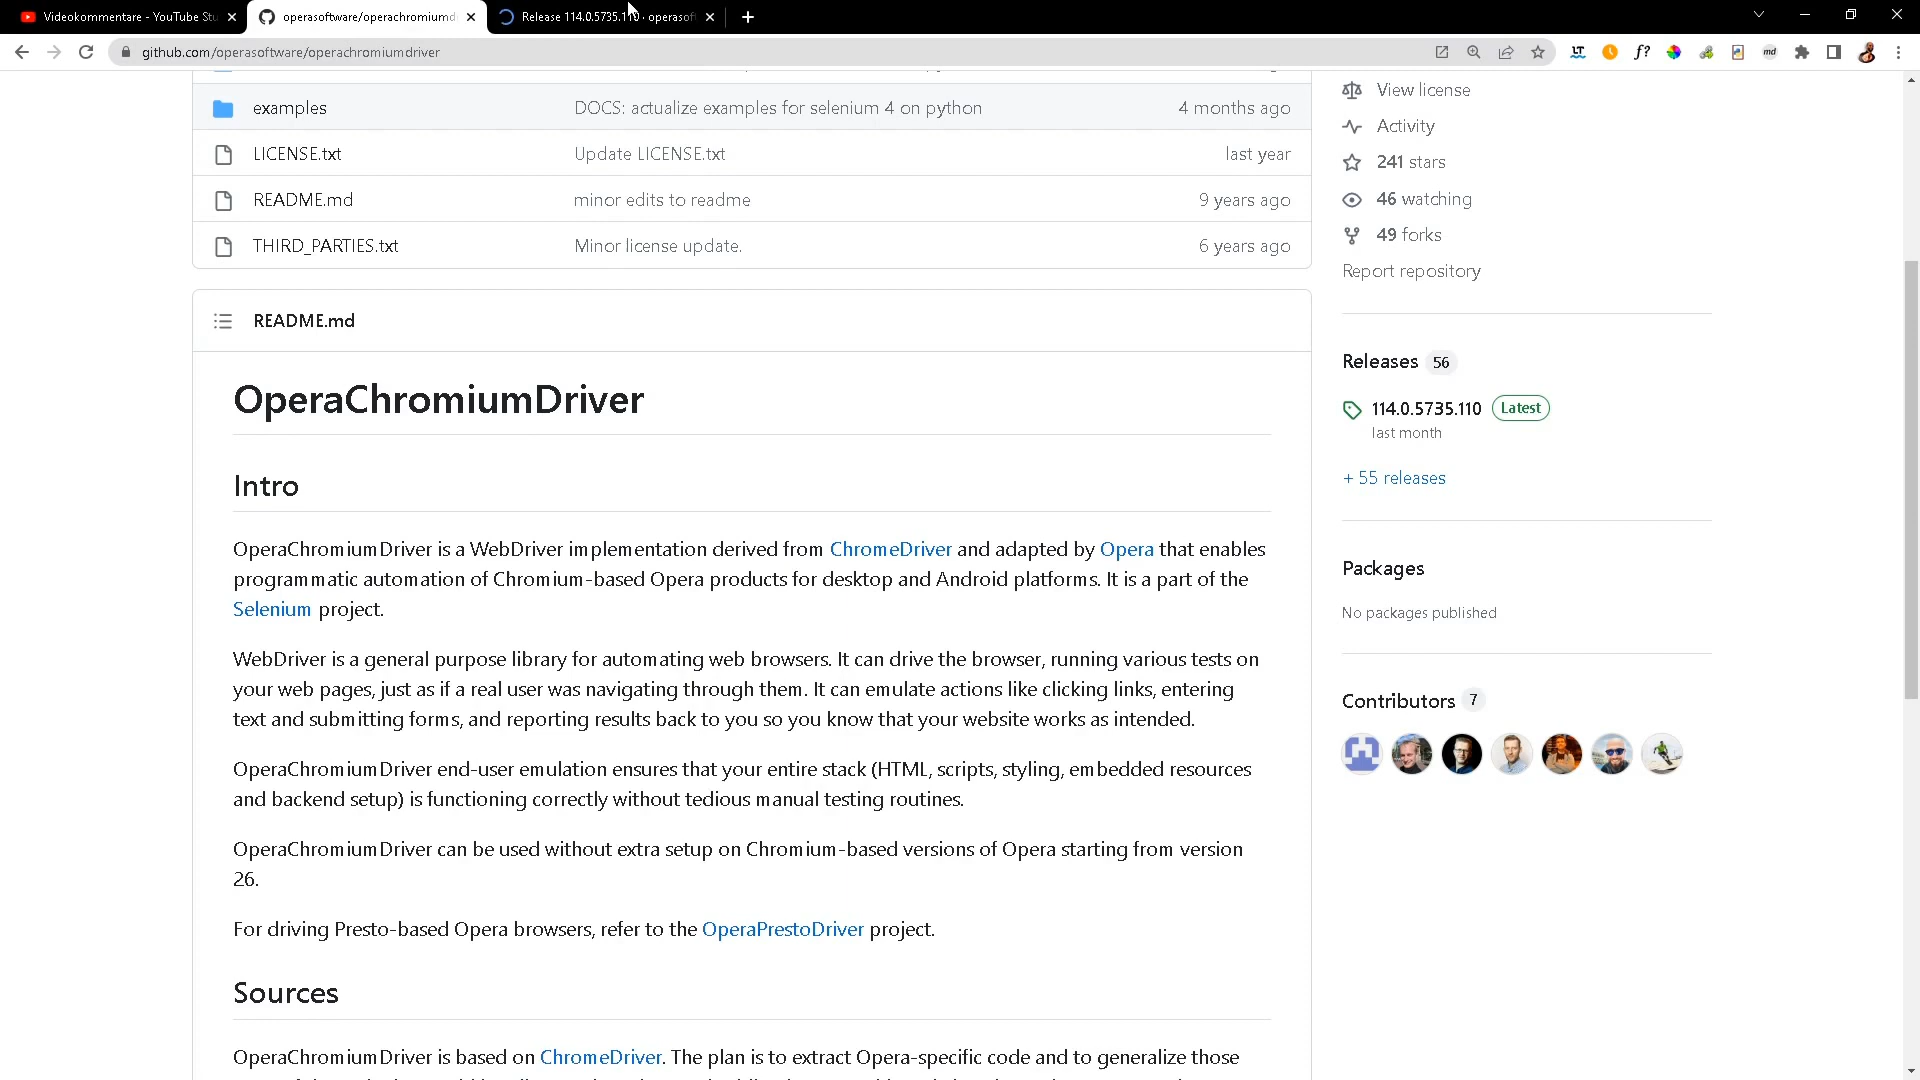 Videokommentare - YouTube Stu
operasoftware/operachromiumd
Release 114.0.5735.110 · operasof
github.com/operasoftware/operachromiumdriver
examples
DOCS: actualize examples for selenium 4 on python
4 months ago
LICENSE.txt
Update LICENSE.txt
last year
README.md
minor edits to readme
9 years ago
THIRD_PARTIES.txt
Minor license update.
6 years ago
README.md
OperaChromiumDriver
Intro
OperaChromiumDriver is a WebDriver implementation derived from ChromeDriver and adapted by Opera that enables
programmatic automation of Chromium-based Opera products for desktop and Android platforms. It is a part of the
Selenium project.
WebDriver is a general purpose library for automating web browsers. It can drive the browser, running various tests on
your web pages, just as if a real user was navigating through them. It can emulate actions like clicking links, entering
text and submitting forms, and reporting results back to you so you know that your website works as intended.
OperaChromiumDriver end-user emulation ensures that your entire stack (HTML, scripts, styling, embedded resources
and backend setup) is functioning correctly without tedious manual testing routines.
OperaChromiumDriver can be used without extra setup on Chromium-based versions of Opera starting from version
26.
For driving Presto-based Opera browsers, refer to the OperaPrestoDriver project.
Sources
OperaChromiumDriver is based on ChromeDriver. The plan is to extract Opera-specific code and to generalize those
View license
Activity
241 stars
46 watching
49 forks
Report repository
Releases 56
114.0.5735.110 Latest
last month
+ 55 releases
Packages
No packages published
Contributors 7
LT
f?
md